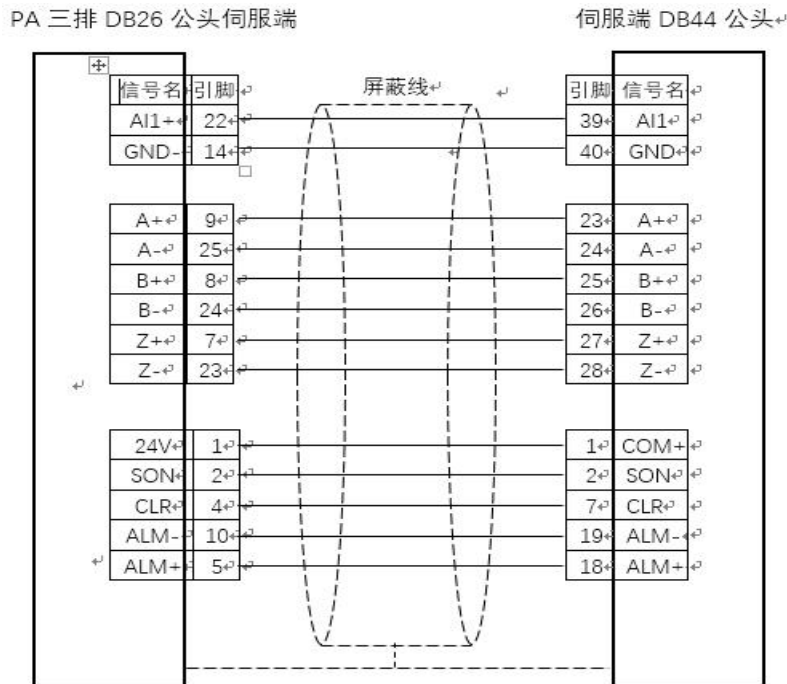 PA 三排 DB26 公头伺服端 伺服端 DB44 公头
信号名 引脚 屏蔽线 引脚 信号名
AI1+ 22 39 AI1
GND- 14 40 GND
A+ 9 23 A+
A- 25 24 A-
B+ 8 25 B+
B- 24 26 B-
Z+ 7 27 Z+
Z- 23 28 Z-
24V 1 1 COM+
SON 2 2 SON
CLR 4 7 CLR
ALM- 10 19 ALM-
ALM+ 5 18 ALM+